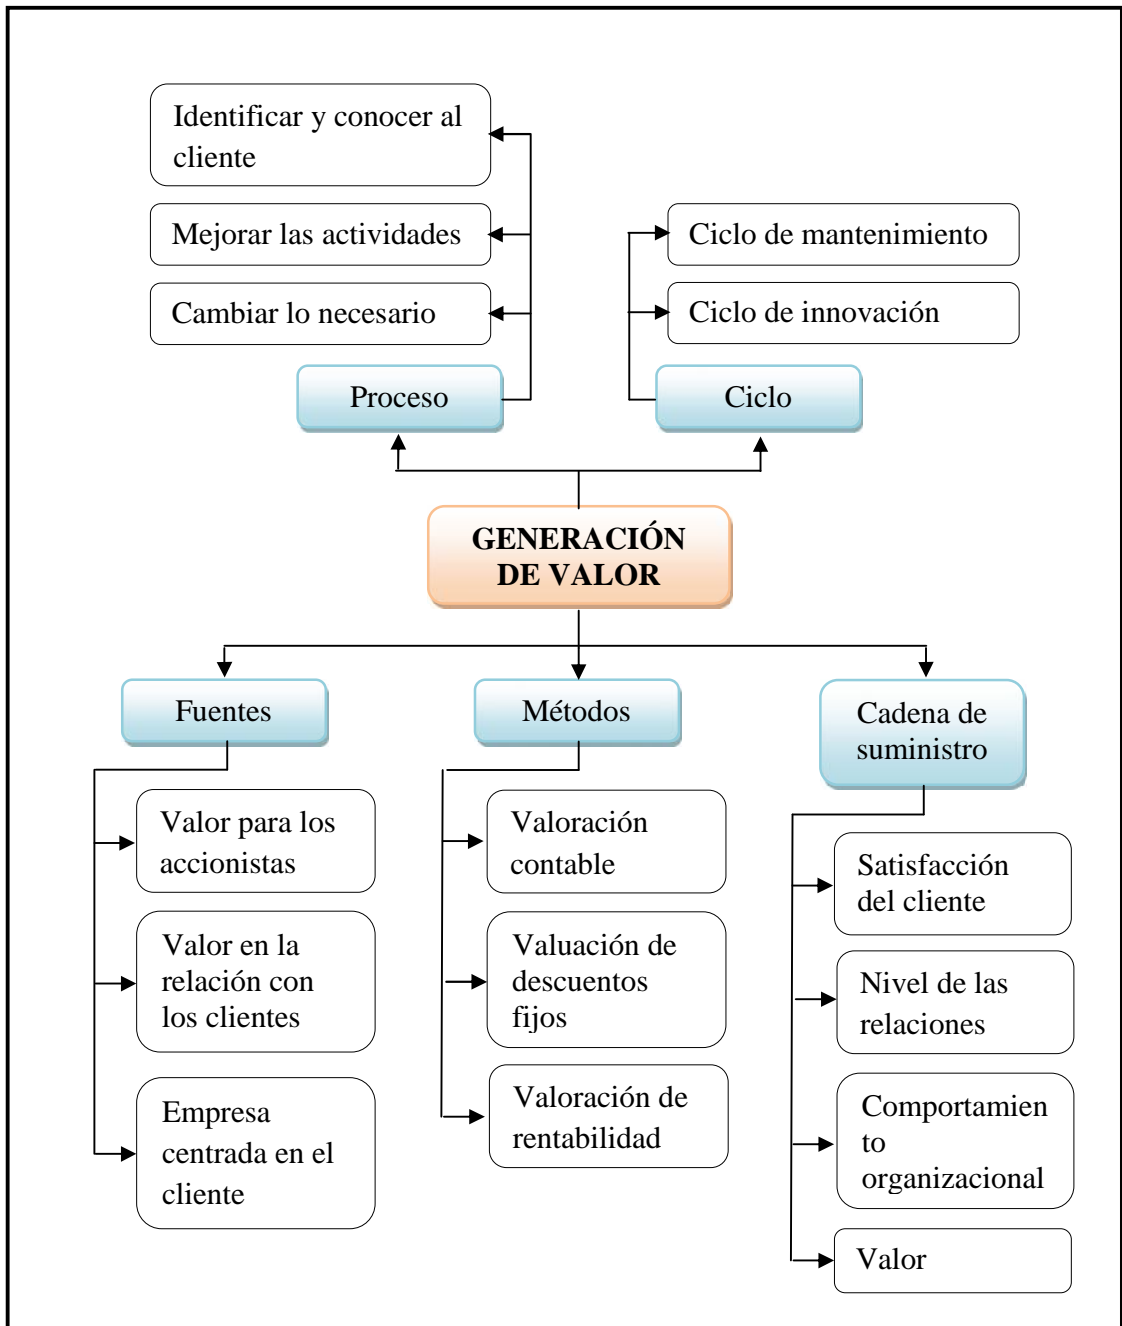 Identificar y conocer al
cliente
Mejorar las actividades
Cambiar lo necesario
Proceso
Ciclo de mantenimiento
Ciclo de innovación
Ciclo
GENERACIÓN
DE VALOR
Fuentes
Valor para los
accionistas
Valor en la
relación con
los clientes
Empresa
centrada en el
cliente
Métodos
Valoración
contable
Valuación de
descuentos
fijos
Valoración de
rentabilidad
Cadena de
suministro
Satisfacción
del cliente
Nivel de las
relaciones
Comportamien
to
organizacional
Valor